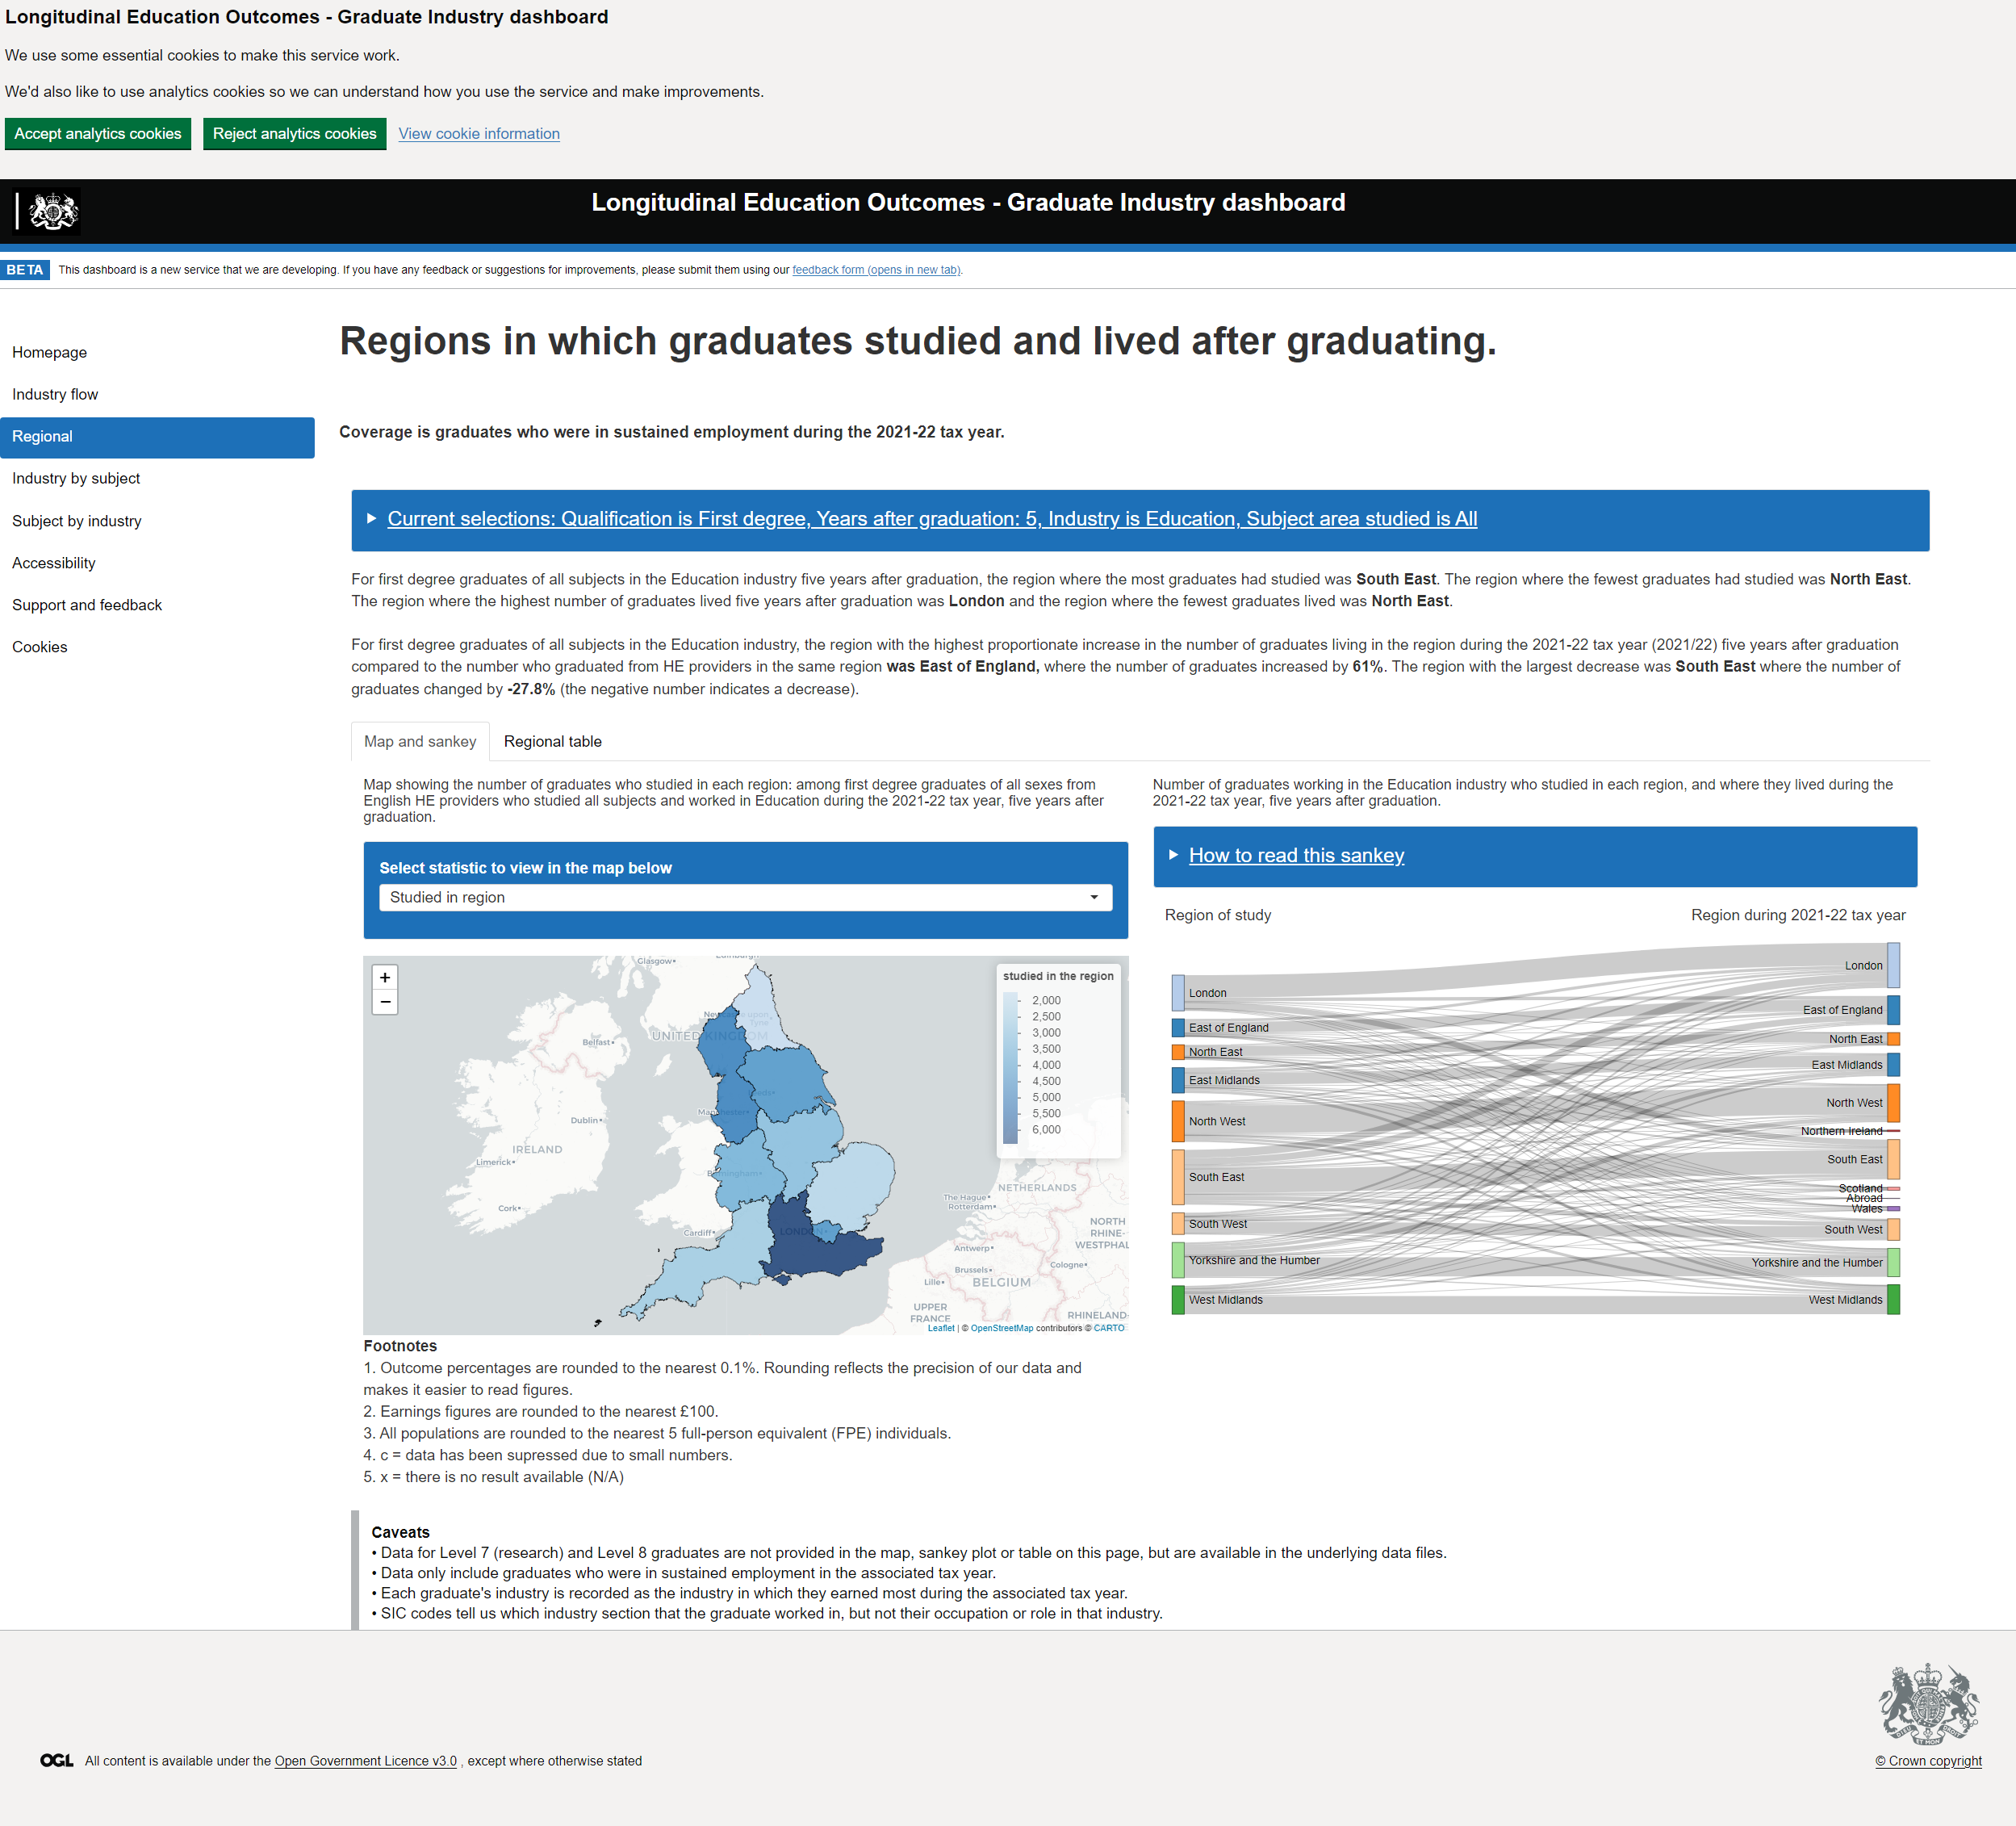 Longitudinal Education Outcomes - Graduate Industry dashboard
We use some essential cookies to make this service work.
We'd also like to use analytics cookies so we can understand how you use the service and make improvements.
Accept analytics cookies
Reject analytics cookies
View cookie information
Longitudinal Education Outcomes - Graduate Industry dashboard
BETA
This dashboard is a new service that we are developing. If you have any feedback or suggestions for improvements, please submit them using our feedback form (opens in new tab).
Homepage
Industry flow
Regional
Industry by subject
Subject by industry
Accessibility
Support and feedback
Cookies
Regions in which graduates studied and lived after graduating.
Coverage is graduates who were in sustained employment during the 2021-22 tax year.
Current selections: Qualification is First degree, Years after graduation: 5, Industry is Education, Subject area studied is All
For first degree graduates of all subjects in the Education industry five years after graduation, the region where the most graduates had studied was South East. The region where the fewest graduates had studied was North East.
The region where the highest number of graduates lived five years after graduation was London and the region where the fewest graduates lived was North East.
For first degree graduates of all subjects in the Education industry, the region with the highest proportionate increase in the number of graduates living in the region during the 2021-22 tax year (2021/22) five years after graduation
compared to the number who graduated from HE providers in the same region was East of England, where the number of graduates increased by 61%. The region with the largest decrease was South East where the number of
graduates changed by -27.8% (the negative number indicates a decrease).
Map and sankey
Regional table
Map showing the number of graduates who studied in each region: among first degree graduates of all sexes from
English HE providers who studied all subjects and worked in Education during the 2021-22 tax year, five years after
graduation.
Select statistic to view in the map below
Studied in region
+
−
Glasgow
UNITED KINGDOM
Belfast
Manchester
Dublin
IRELAND
Limerick
Birmingham
Cork
Cardiff
LONDON
The Hague
Rotterdam
NETHERLANDS
NORTH
RHINE-
WESTPHAL
Antwerp
Brussels
Cologne
Lille
BELGIUM
UPPER
FRANCE
RHINELAND-
studied in the region
2,000
2,500
3,000
3,500
4,000
4,500
5,000
5,500
6,000
Leaflet | © OpenStreetMap contributors © CARTO
Number of graduates working in the Education industry who studied in each region, and where they lived during the
2021-22 tax year, five years after graduation.
How to read this sankey
Region of study
Region during 2021-22 tax year
London
East of England
North East
East Midlands
North West
South East
South West
Yorkshire and the Humber
West Midlands
London
East of England
North East
East Midlands
North West
Northern Ireland
South East
Scotland
Abroad
Wales
South West
Yorkshire and the Humber
West Midlands
Footnotes
1. Outcome percentages are rounded to the nearest 0.1%. Rounding reflects the precision of our data and
makes it easier to read figures.
2. Earnings figures are rounded to the nearest £100.
3. All populations are rounded to the nearest 5 full-person equivalent (FPE) individuals.
4. c = data has been supressed due to small numbers.
5. x = there is no result available (N/A)
Caveats
• Data for Level 7 (research) and Level 8 graduates are not provided in the map, sankey plot or table on this page, but are available in the underlying data files.
• Data only include graduates who were in sustained employment in the associated tax year.
• Each graduate's industry is recorded as the industry in which they earned most during the associated tax year.
• SIC codes tell us which industry section that the graduate worked in, but not their occupation or role in that industry.
OGL All content is available under the Open Government Licence v3.0 , except where otherwise stated
© Crown copyright